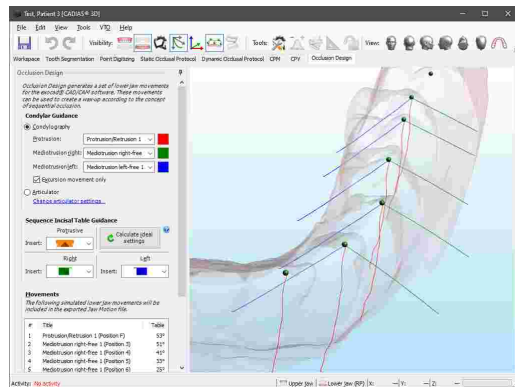 Test, Patient 3 [CADIAS® 3D]
File Edit View Tools VTO Help
Visibility: Tools: View:
Workspace Tooth Segmentation Point Digitizing Static Occlusal Protocol Dynamic Occlusal Protocol CPM CPV Occlusion Design
Occlusion Design
Occlusion Design generates a set of lower jaw movements
for the exocad® CAD/CAM software. These movements
can be used to create a wax-up according to the concept
of sequential occlusion.
Condylar Guidance
Condylography
Protrusion: Protrusion/Retrusion 1
Mediotrusion right: Mediotrusion right-free
Mediotrusion left: Mediotrusion left-free 1
Excursion movement only
Articulator
Change articulator settings...
Sequence Incisal Table Guidance
Protrusive
Insert:
Calculate ideal
settings
Right Left
Insert: Insert:
Movements
The following simulated lower jaw movements will be
included in the exported Jaw Motion file.
# Title Table
1 Protrusion/Retrusion 1 (Position F) 53°
2 Mediotrusion right-free 1 (Position 3) 51°
3 Mediotrusion right-free 1 (Position 4) 41°
4 Mediotrusion right-free 1 (Position 5) 33°
5 Mediotrusion right-free 1 (Position 6) 25°
Activity: No activity Upper jaw Lower jaw (RP) X: --| Y: --| Z: --